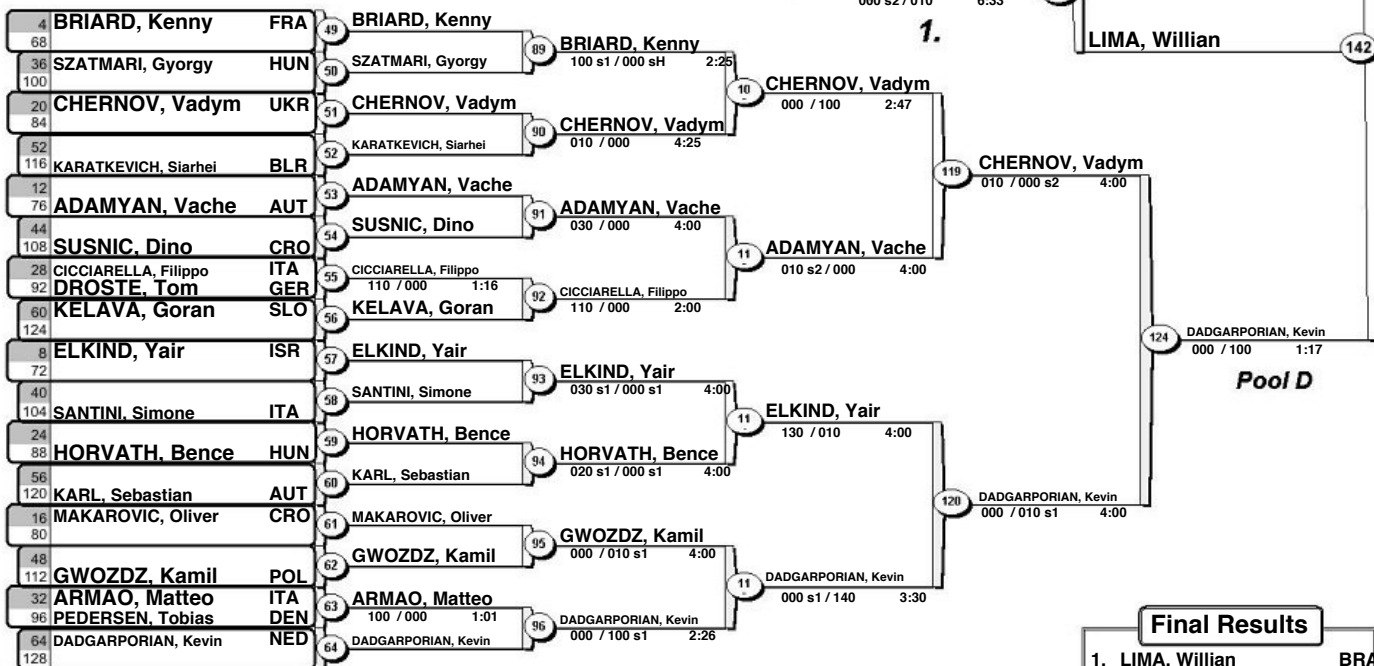 000 s2 / 010 6:33
1.
LIMA, Willian
142
4 BRIARD, Kenny FRA
68
36 SZATMARI, Gyorgy HUN
100
20 CHERNOV, Vadym UKR
84
52
116 KARATKEVICH, Siarhei BLR
12
76 ADAMYAN, Vache AUT
44
108 SUSNIC, Dino CRO
28 CICCIARELLA, Filippo ITA
92 DROSTE, Tom GER
60 KELAVA, Goran SLO
124
8 ELKIND, Yair ISR
72
40
104 SANTINI, Simone ITA
24
88 HORVATH, Bence HUN
56
120 KARL, Sebastian AUT
16 MAKAROVIC, Oliver CRO
80
48
112 GWOZDZ, Kamil POL
32 ARMAO, Matteo ITA
96 PEDERSEN, Tobias DEN
64 DADGARPORIAN, Kevin NED
128
49 BRIARD, Kenny
50 SZATMARI, Gyorgy
51 CHERNOV, Vadym
52 KARATKEVICH, Siarhei
53 ADAMYAN, Vache
54 SUSNIC, Dino
55 CICCIARELLA, Filippo
110 / 000 1:16
56 KELAVA, Goran
57 ELKIND, Yair
58 SANTINI, Simone
59 HORVATH, Bence
60 KARL, Sebastian
61 MAKAROVIC, Oliver
62 GWOZDZ, Kamil
63 ARMAO, Matteo
100 / 000 1:01
64 DADGARPORIAN, Kevin
89 BRIARD, Kenny
100 s1 / 000 sH 2:25
90 CHERNOV, Vadym
010 / 000 4:25
91 ADAMYAN, Vache
030 / 000 4:00
92 CICCIARELLA, Filippo
110 / 000 2:00
93 ELKIND, Yair
030 s1 / 000 s1 4:00
94 HORVATH, Bence
020 s1 / 000 s1 4:00
95 GWOZDZ, Kamil
000 / 010 s1 4:00
96 DADGARPORIAN, Kevin
000 / 100 s1 2:26
10 CHERNOV, Vadym
000 / 100 2:47
11 ADAMYAN, Vache
010 s2 / 000 4:00
11 ELKIND, Yair
130 / 010 4:00
11 DADGARPORIAN, Kevin
000 s1 / 140 3:30
119 CHERNOV, Vadym
010 / 000 s2 4:00
120 DADGARPORIAN, Kevin
000 / 010 s1 4:00
124 DADGARPORIAN, Kevin
000 / 100 1:17
Pool D
Final Results
1. LIMA, Willian BRA